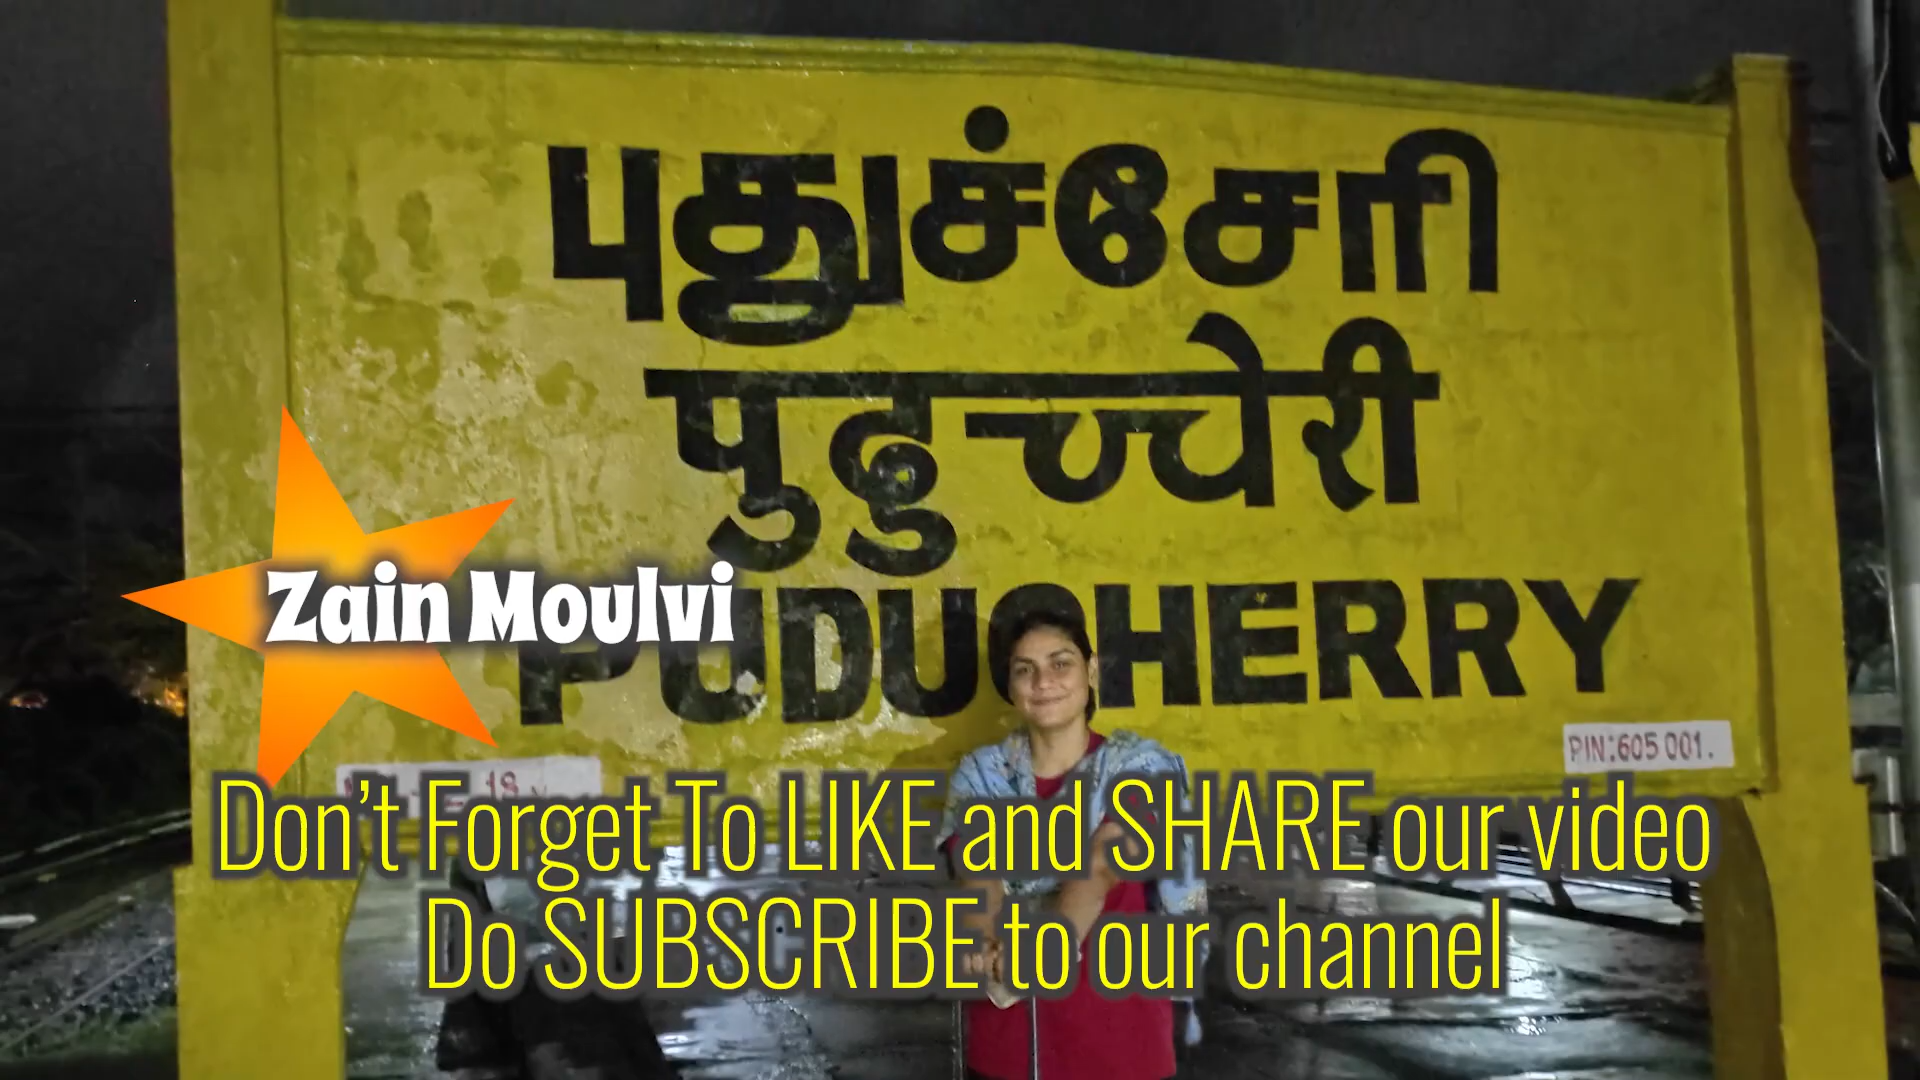 புதுச்சேரி
पुदुच्चेरी
Zain Moulvi
PUDUCHERRY
PIN:605 001.
Don't Forget To LIKE and SHARE our video
Do SUBSCRIBE to our channel